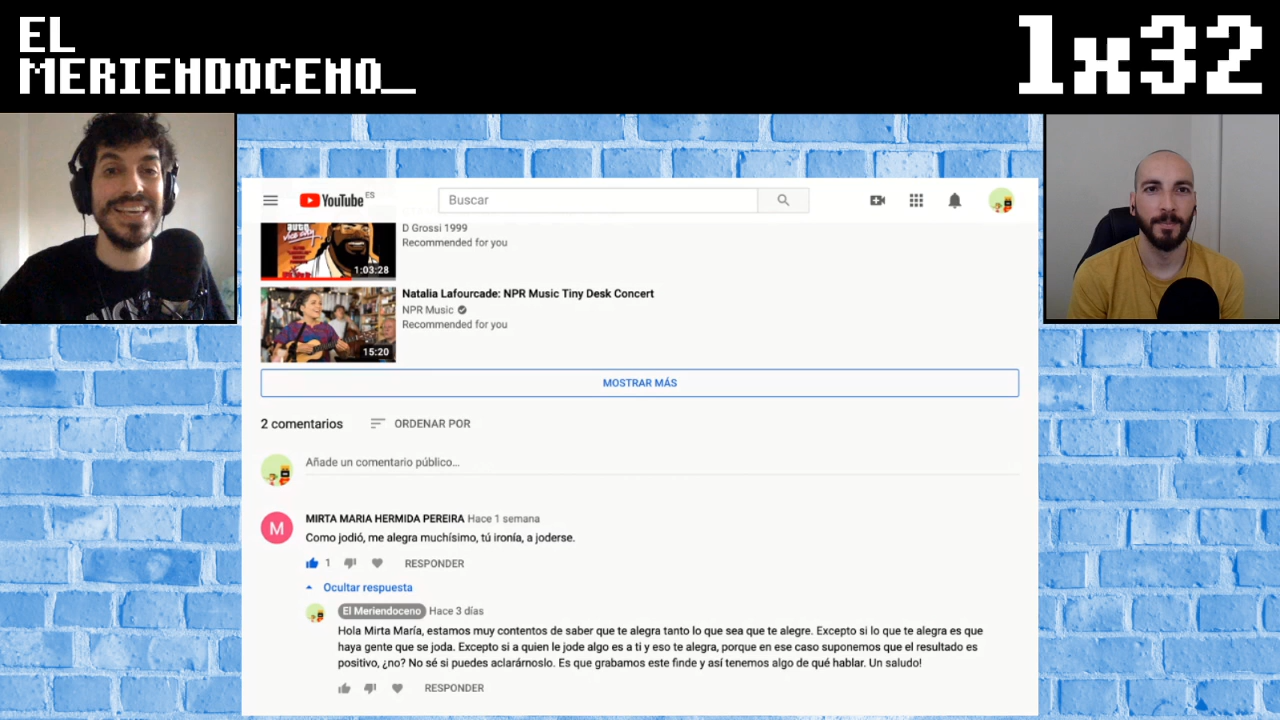 EL
MERIENDOCENO_
1x32
YouTube ES
Buscar
D Grossi 1999
Recommended for you
1:03:28
Natalia Lafourcade: NPR Music Tiny Desk Concert
NPR Music
Recommended for you
15:20
MOSTRAR MÁS
2 comentarios
ORDENAR POR
Añade un comentario público...
M
MIRTA MARIA HERMIDA PEREIRA Hace 1 semana
Como jodió, me alegra muchísimo, tú ironía, a joderse.
1
RESPONDER
Ocultar respuesta
El Meriendoceno Hace 3 días
Hola Mirta María, estamos muy contentos de saber que te alegra tanto lo que sea que te alegre. Excepto si lo que te alegra es que
haya gente que se joda. Excepto si a quien le jode algo es a ti y eso te alegra, porque en ese caso suponemos que el resultado es
positivo, ¿no? No sé si puedes aclarárnoslo. Es que grabamos este finde y así tenemos algo de qué hablar. Un saludo!
RESPONDER